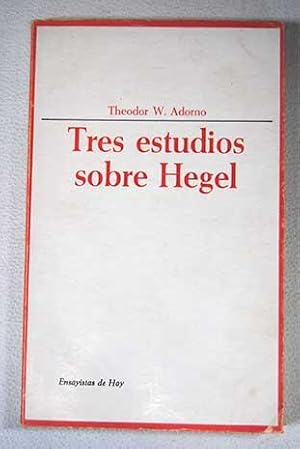 Theodor W. Adorno
Tres estudios
sobre Hegel
Ensayistas de Hoy